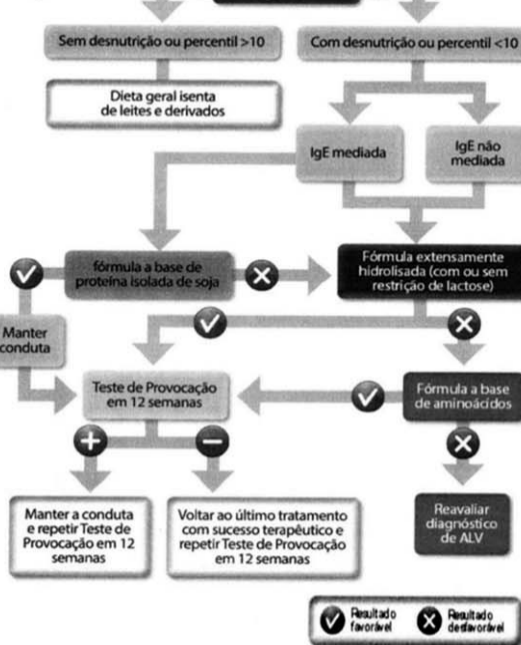 Sem desnutrição ou percentil >10
Com desnutrição ou percentil <10
Dieta geral isenta
de leites e derivados
IgE mediada
IgE não
mediada
fórmula a base de
proteína isolada de soja
Fórmula extensamente
hidrolisada (com ou sem
restrição de lactose)
Manter
conduta
Teste de Provocação
em 12 semanas
Fórmula a base
de aminoácidos
+
−
Manter a conduta
e repetir Teste de
Provocação em 12
semanas
Voltar ao último tratamento
com sucesso terapêutico e
repetir Teste de Provocação
em 12 semanas
Reavaliar
diagnóstico
de ALV
Resultado
favorável
Resultado
desfavorável